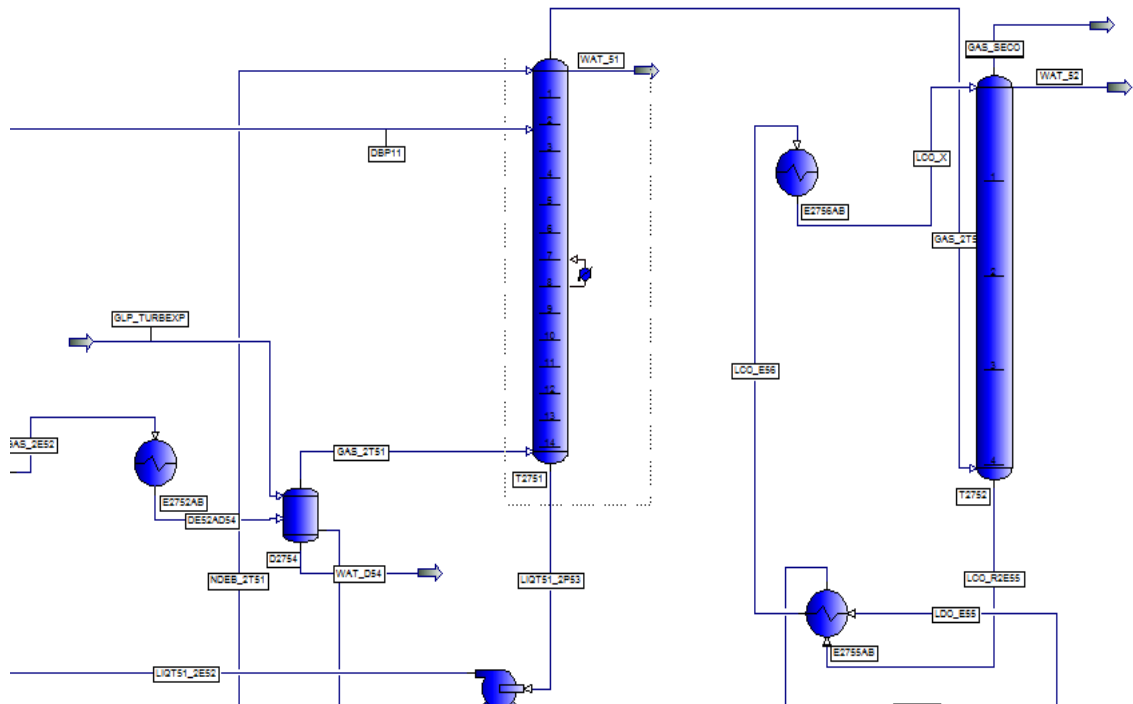 GAS_SECO
WAT_51
WAT_52
1
2
DBP11
3
LCO_X
4
1
5
E2756AB
6
GAS_2T5
7
2
8
9
GLP_TURBEXP
10
11
3
LCO_E56
12
13
14
AS_2E52
GAS_2T51
4
T2751
T2752
E2752AB
DE52AD54
D2754
WAT_D54
NDEB_2T51
LIQT51_2P53
LCO_R2E55
LDO_E55
E2755AB
LIQT51_2E52